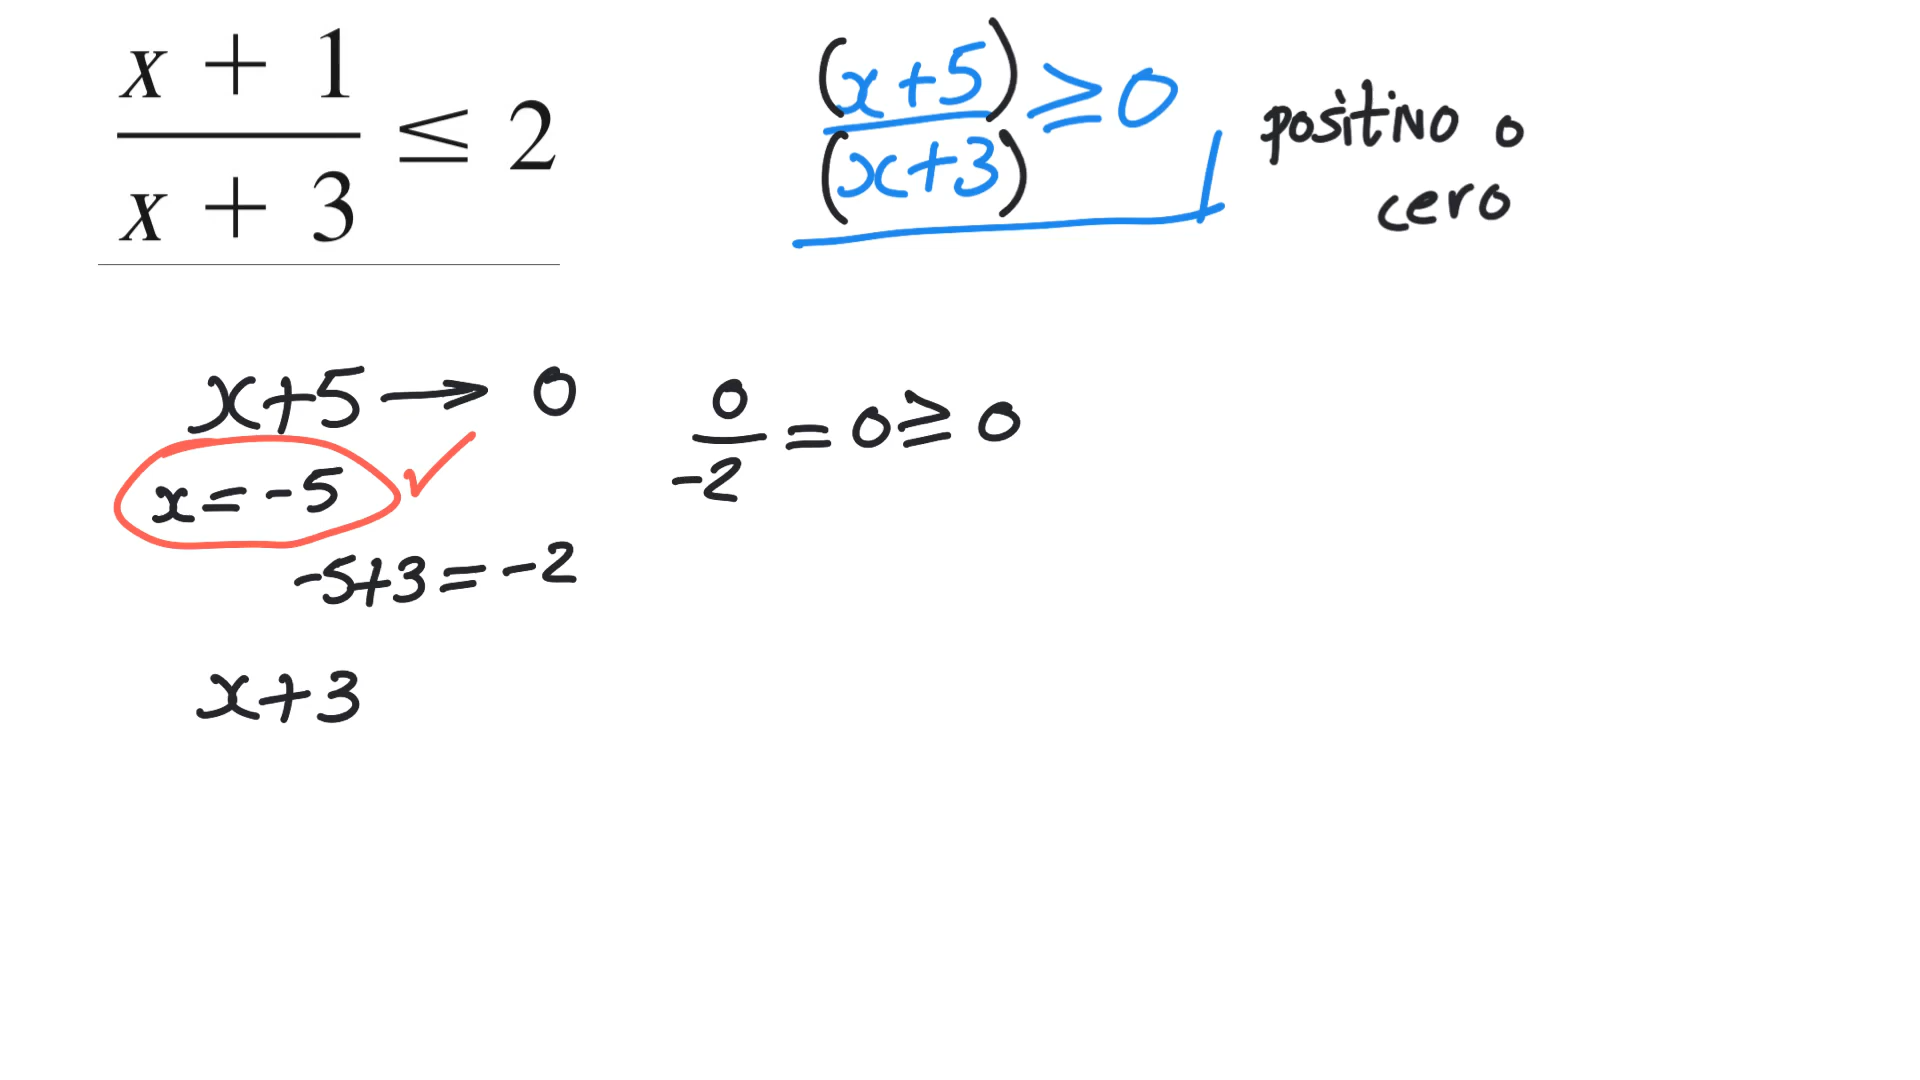 x + 1
x + 3
≤ 2
(x+5)
(x+3)
≥ 0
positivo o
cero
x+5 → 0
x = -5 ✓
-5+3 = -2
0
-2
= 0 ≥ 0
x+3